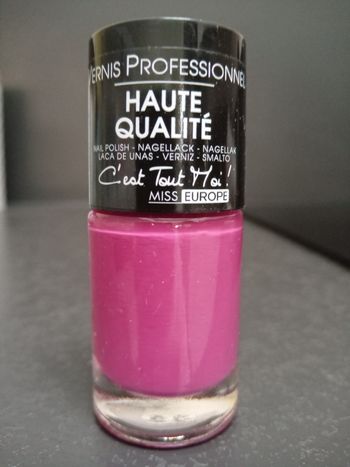 VERNIS PROFESSIONNEL
HAUTE
QUALITÉ
NAIL POLISH - NAGELLACK - NAGELLAK
LACA DE UNAS - VERNIZ - SMALTO
C'est Tout Moi !
MISS EUROPE